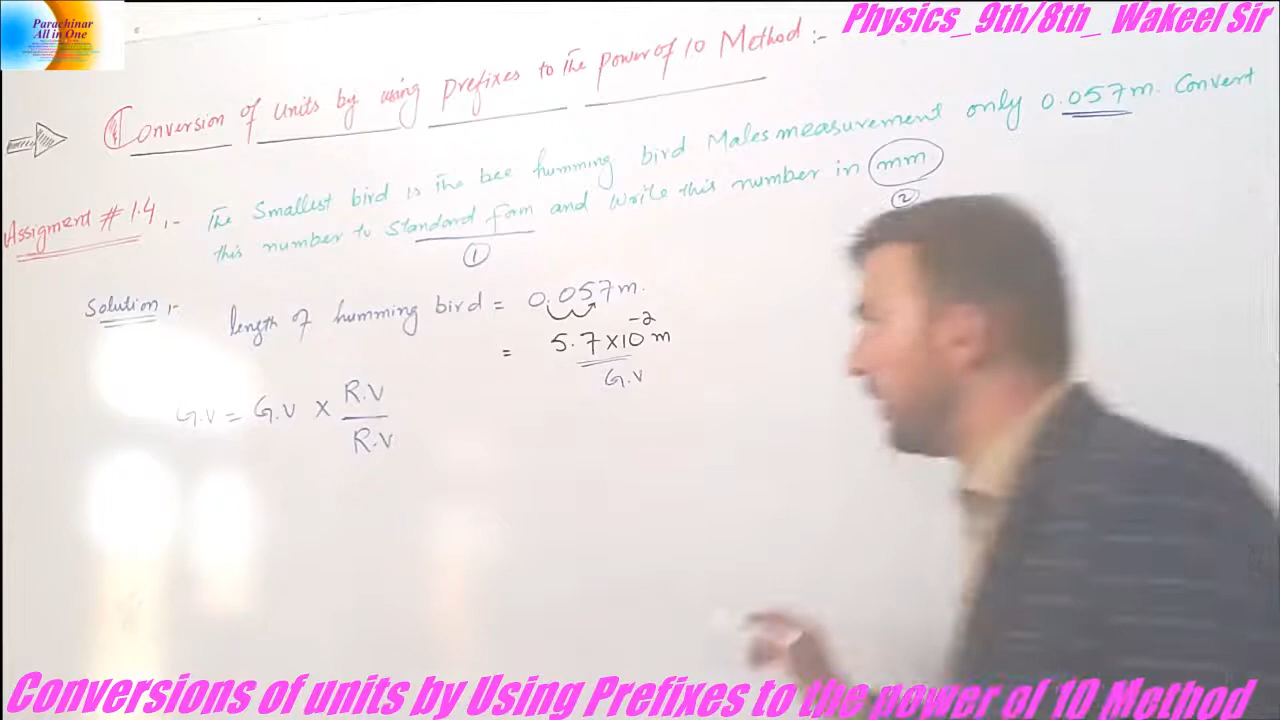 Parachinar
All in One
Physics_9th/8th_ Wakeel Sir
Conversion of units by using prefixes to the power of 10 Method :-
Assigment # 1.4 :- The Smallest bird is the bee humming bird Males measurement only 0.057m. Convert
this number to Standard form and write this number in mm
① ②
Solution :- length of humming bird = 0.057m.
= 5.7×10⁻² m
G.V
G.V = G.V × R.V
R.V
Conversions of units by Using Prefixes to the power of 10 Method